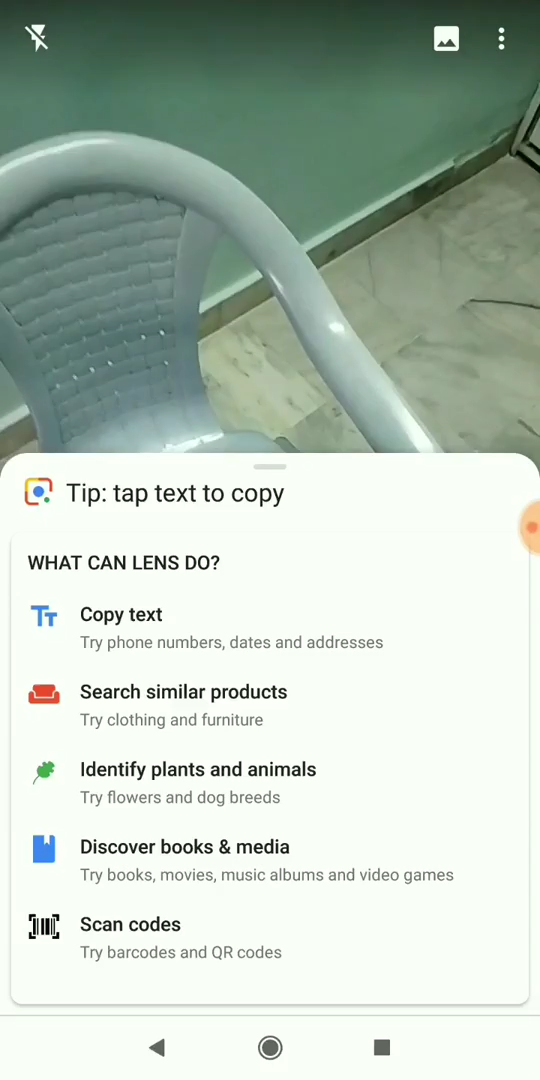 Tip: tap text to copy
WHAT CAN LENS DO?
Copy text
Try phone numbers, dates and addresses
Search similar products
Try clothing and furniture
Identify plants and animals
Try flowers and dog breeds
Discover books & media
Try books, movies, music albums and video games
Scan codes
Try barcodes and QR codes